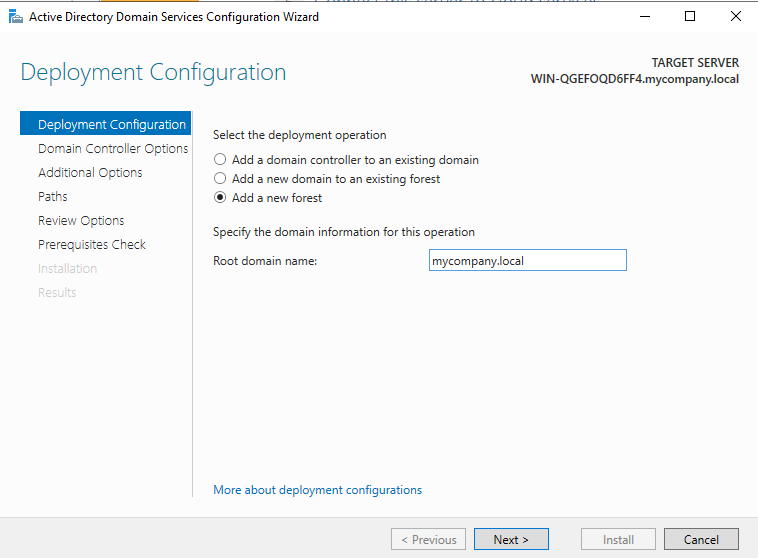 Active Directory Domain Services Configuration Wizard
Deployment Configuration
TARGET SERVER
WIN-QGEFOQD6FF4.mycompany.local
Deployment Configuration
Domain Controller Options
Additional Options
Paths
Review Options
Prerequisites Check
Installation
Results
Select the deployment operation
Add a domain controller to an existing domain
Add a new domain to an existing forest
Add a new forest
Specify the domain information for this operation
Root domain name: mycompany.local
More about deployment configurations
< Previous Next > Install Cancel